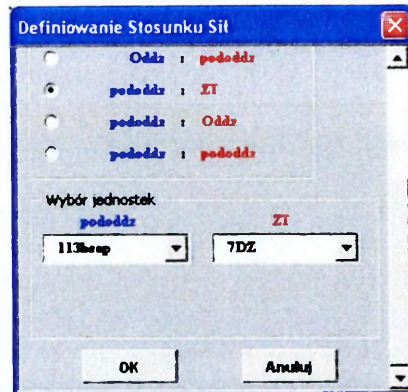 Definiowanie Stosunku Sił
Oddz : pododdz
pododdz : ZT
pododdz : Oddz
pododdz : pododdz
Wybór jednostek
pododdz ZT
7DZ
OK Anuluj